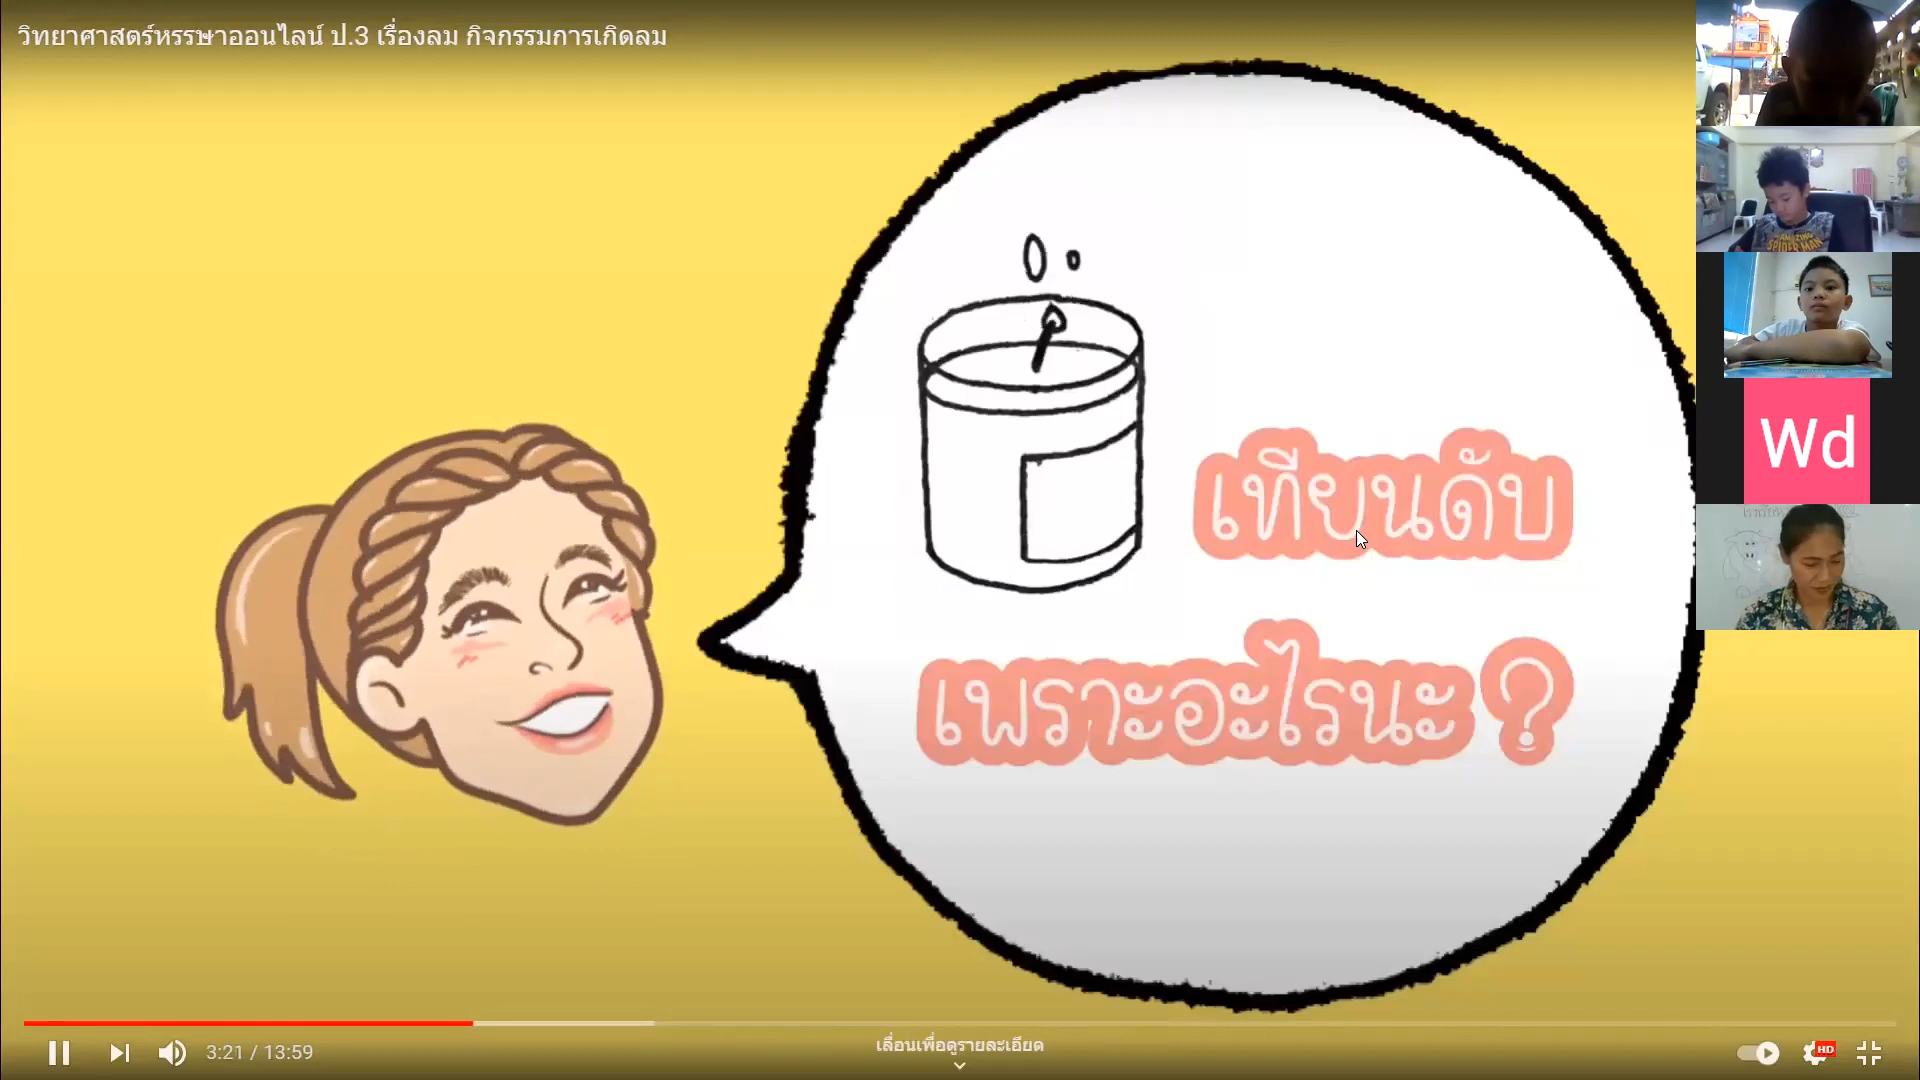 วิทยาศาสตร์หรรษาออนไลน์ ป.3 เรื่องลม กิจกรรมการเกิดลม
เทียนดับ
เพราะอะไรนะ?
AMAZING
SPIDER-MAN
Wd
3:21 / 13:59
เลื่อนเพื่อดูรายละเอียด
HD